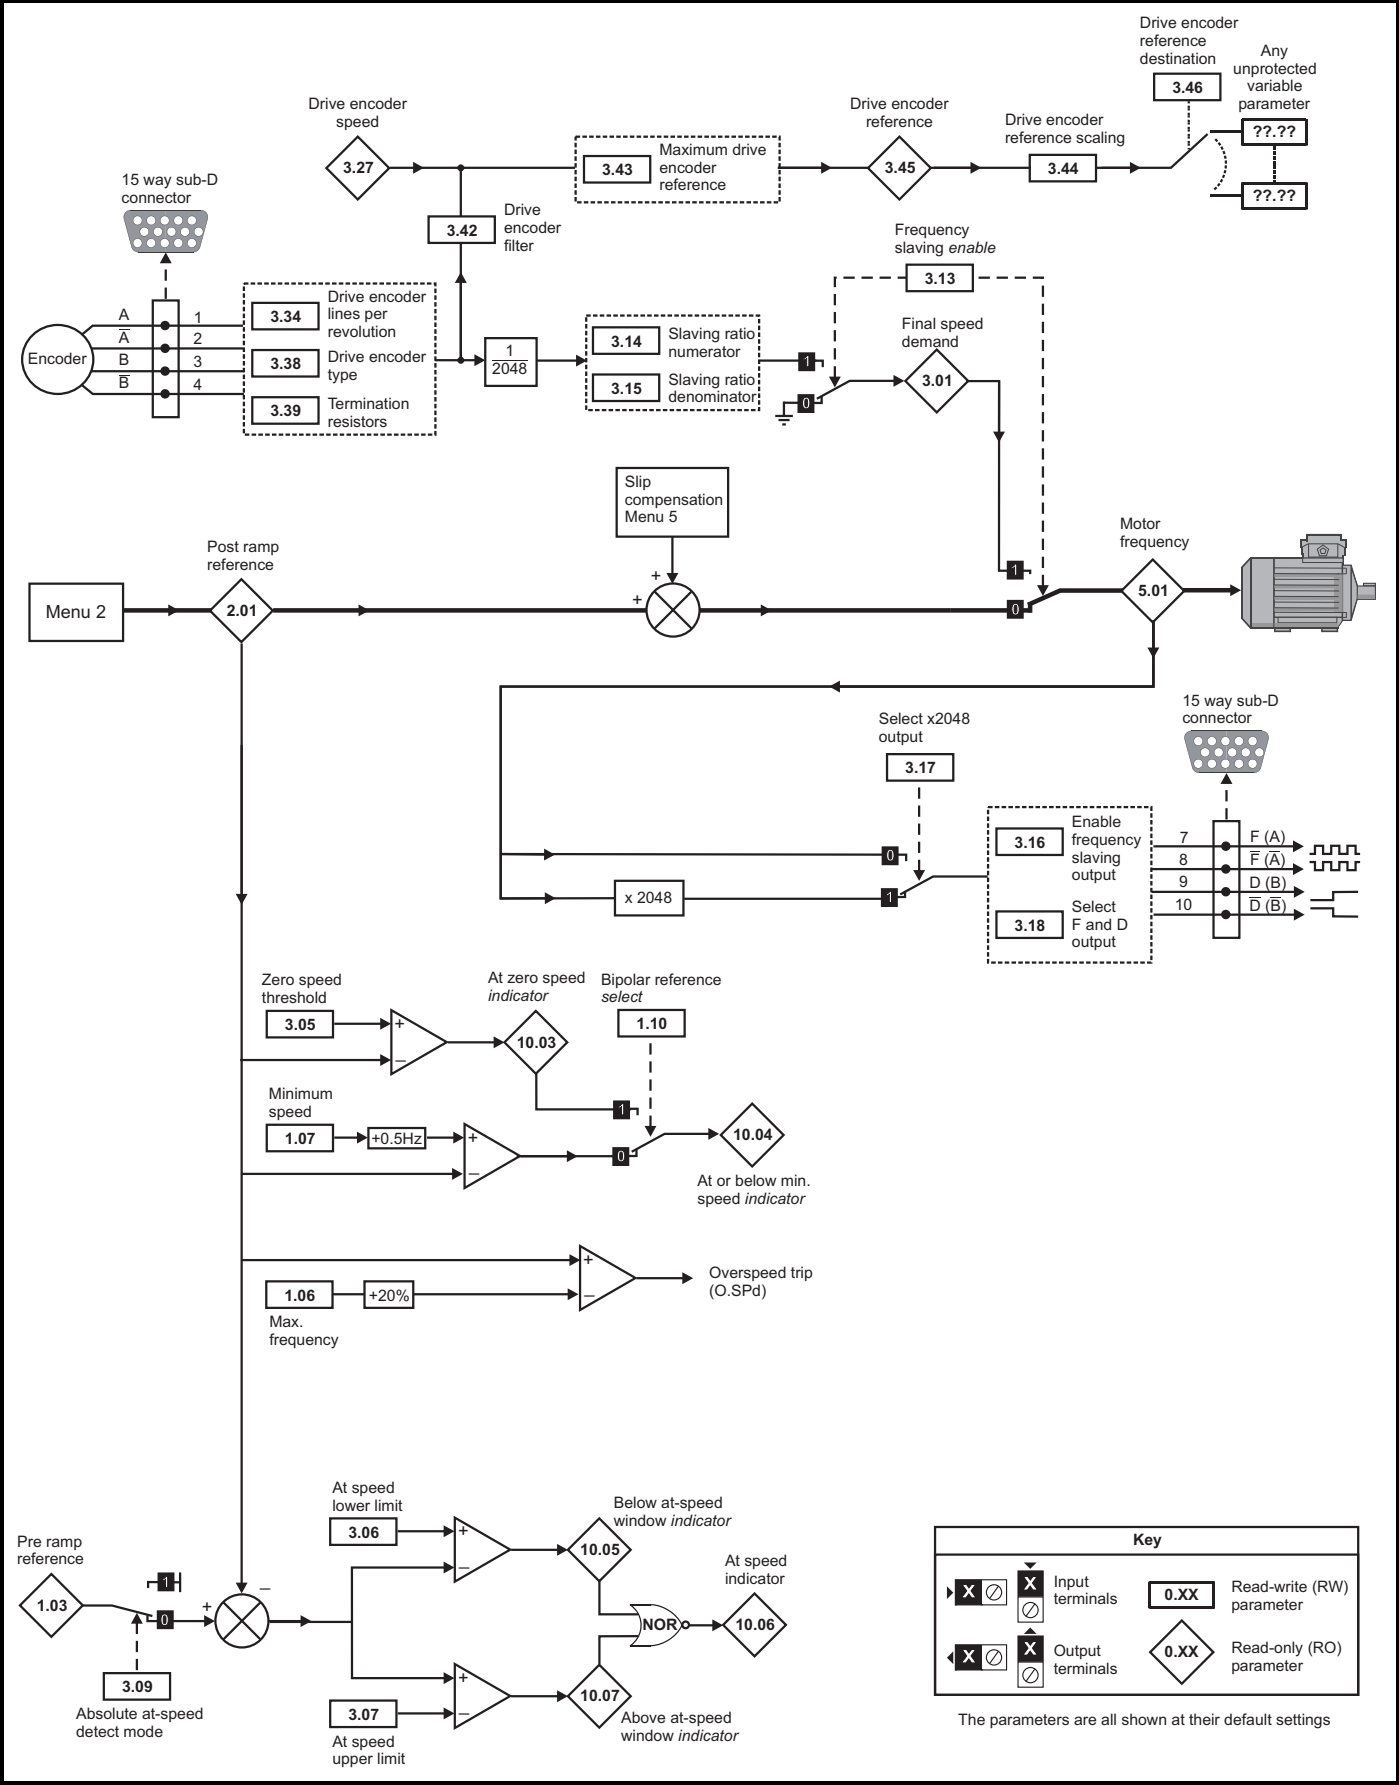 Drive encoder
reference
destination
3.46
Any
unprotected
variable
parameter
??.??
??.??
Drive encoder
speed
3.27
3.43
Maximum drive
encoder
reference
Drive encoder
reference
3.45
Drive encoder
reference scaling
3.44
15 way sub-D
connector
3.42
Drive
encoder
filter
Frequency
slaving enable
3.13
Encoder
A
A̅
B
B̅
1
2
3
4
3.34
Drive encoder
lines per
revolution
3.38
Drive encoder
type
3.39
Termination
resistors
1
2048
3.14
Slaving ratio
numerator
3.15
Slaving ratio
denominator
1
0
Final speed
demand
3.01
Slip
compensation
Menu 5
Menu 2
Post ramp
reference
2.01
+
+
1
0
Motor
frequency
5.01
15 way sub-D
connector
Select x2048
output
3.17
0
x 2048
1
3.16
Enable
frequency
slaving
output
3.18
Select
F and D
output
7
8
9
10
F (A)
F̅ (A̅)
D (B)
D̅ (B̅)
Zero speed
threshold
3.05
+
–
At zero speed
indicator
10.03
Bipolar reference
select
1.10
Minimum
speed
1.07
+0.5Hz
+
–
1
0
10.04
At or below min.
speed indicator
+
–
1.06
+20%
Max.
frequency
Overspeed trip
(O.SPd)
Pre ramp
reference
1.03
1
0
3.09
Absolute at-speed
detect mode
+
–
At speed
lower limit
3.06
+
–
Below at-speed
window indicator
10.05
NOR
At speed
indicator
10.06
3.07
At speed
upper limit
+
–
10.07
Above at-speed
window indicator
Key
X
X
Input
terminals
0.XX
Read-write (RW)
parameter
X
X
Output
terminals
0.XX
Read-only (RO)
parameter
The parameters are all shown at their default settings